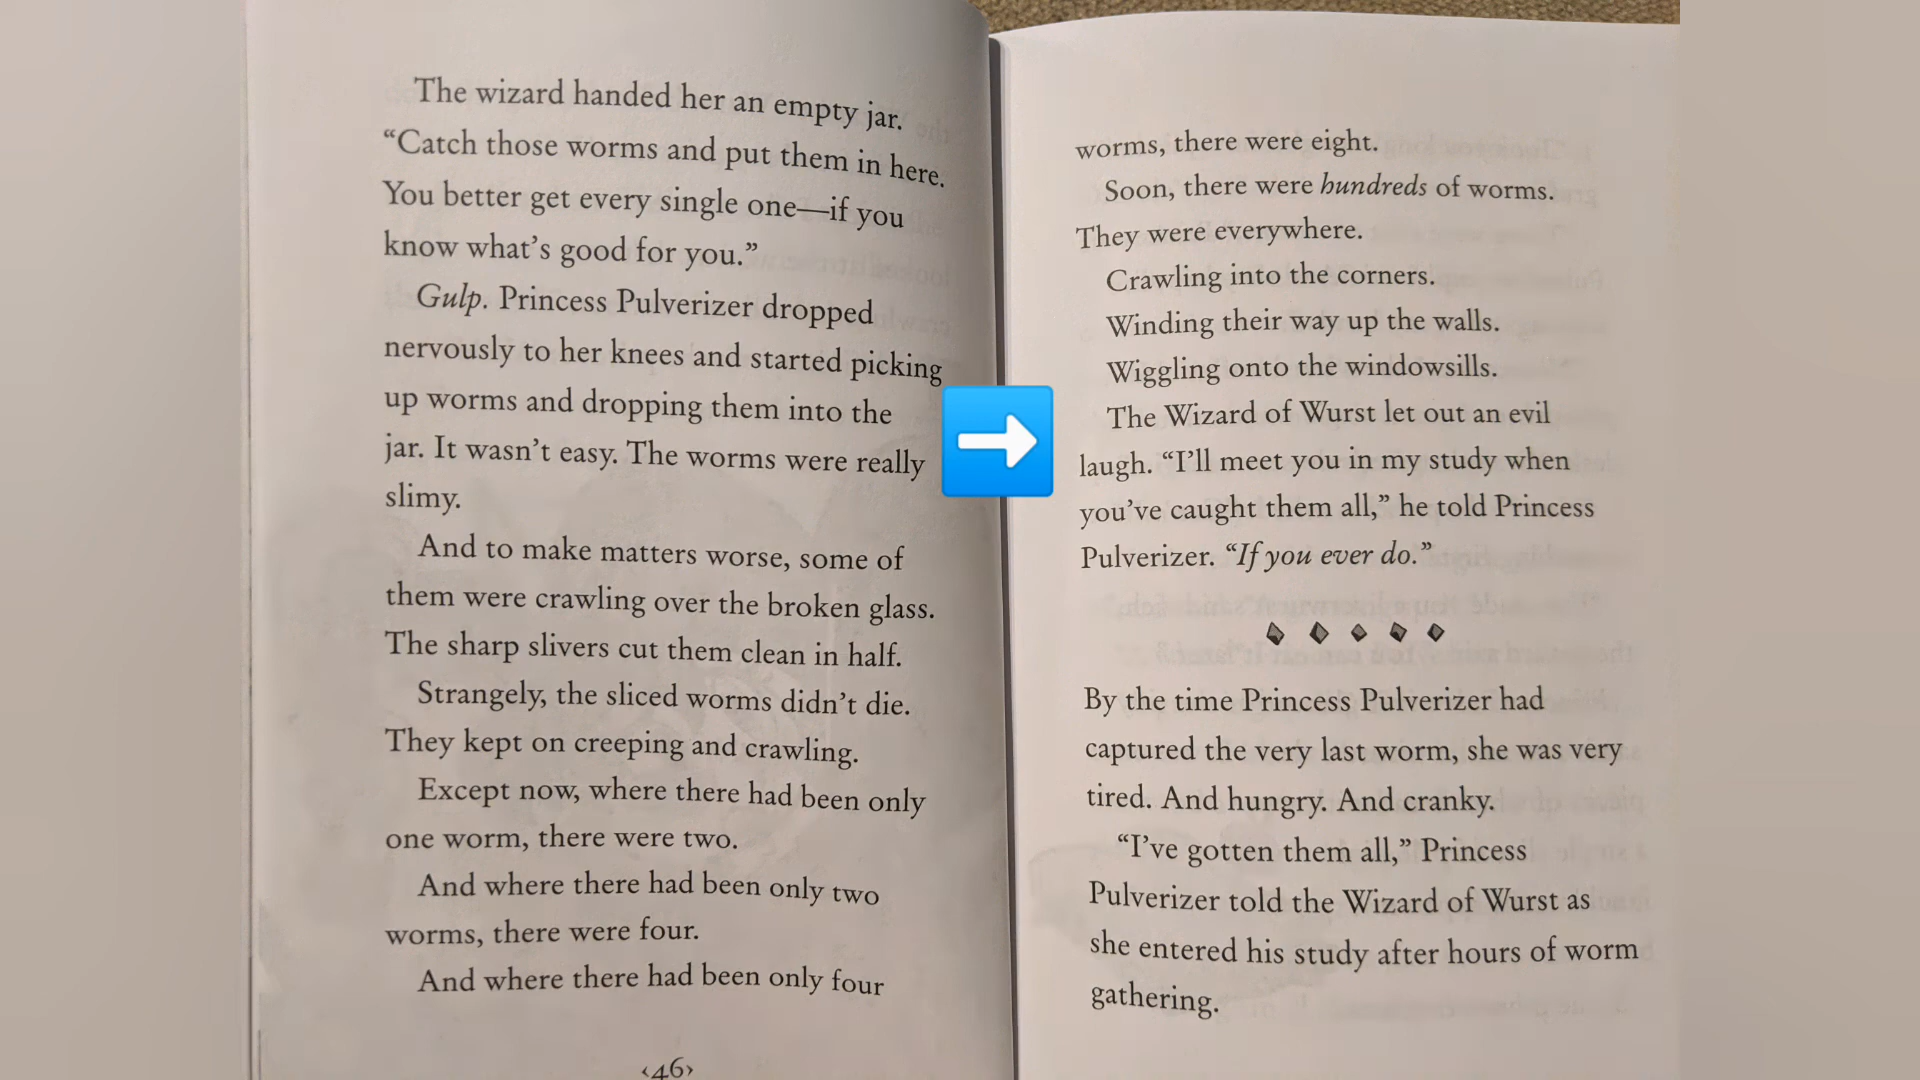 The wizard handed her an empty jar.
“Catch those worms and put them in here.
You better get every single one—if you
know what’s good for you.”
Gulp. Princess Pulverizer dropped
nervously to her knees and started picking
up worms and dropping them into the
jar. It wasn’t easy. The worms were really
slimy.
And to make matters worse, some of
them were crawling over the broken glass.
The sharp slivers cut them clean in half.
Strangely, the sliced worms didn’t die.
They kept on creeping and crawling.
Except now, where there had been only
one worm, there were two.
And where there had been only two
worms, there were four.
And where there had been only four
‹46›
worms, there were eight.
Soon, there were hundreds of worms.
They were everywhere.
Crawling into the corners.
Winding their way up the walls.
Wiggling onto the windowsills.
The Wizard of Wurst let out an evil
laugh. “I’ll meet you in my study when
you’ve caught them all,” he told Princess
Pulverizer. “If you ever do.”
By the time Princess Pulverizer had
captured the very last worm, she was very
tired. And hungry. And cranky.
“I’ve gotten them all,” Princess
Pulverizer told the Wizard of Wurst as
she entered his study after hours of worm
gathering.